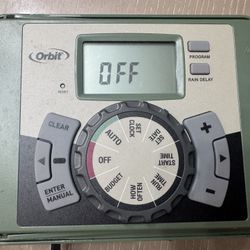 Orbit
OFF
PROGRAM
RAIN DELAY
RESET
CLEAR
ENTER
MANUAL
+
-
AUTO
SET
CLOCK
SET
DATE
START
TIME
RUN
TIME
HOW
OFTEN
BUDGET
OFF